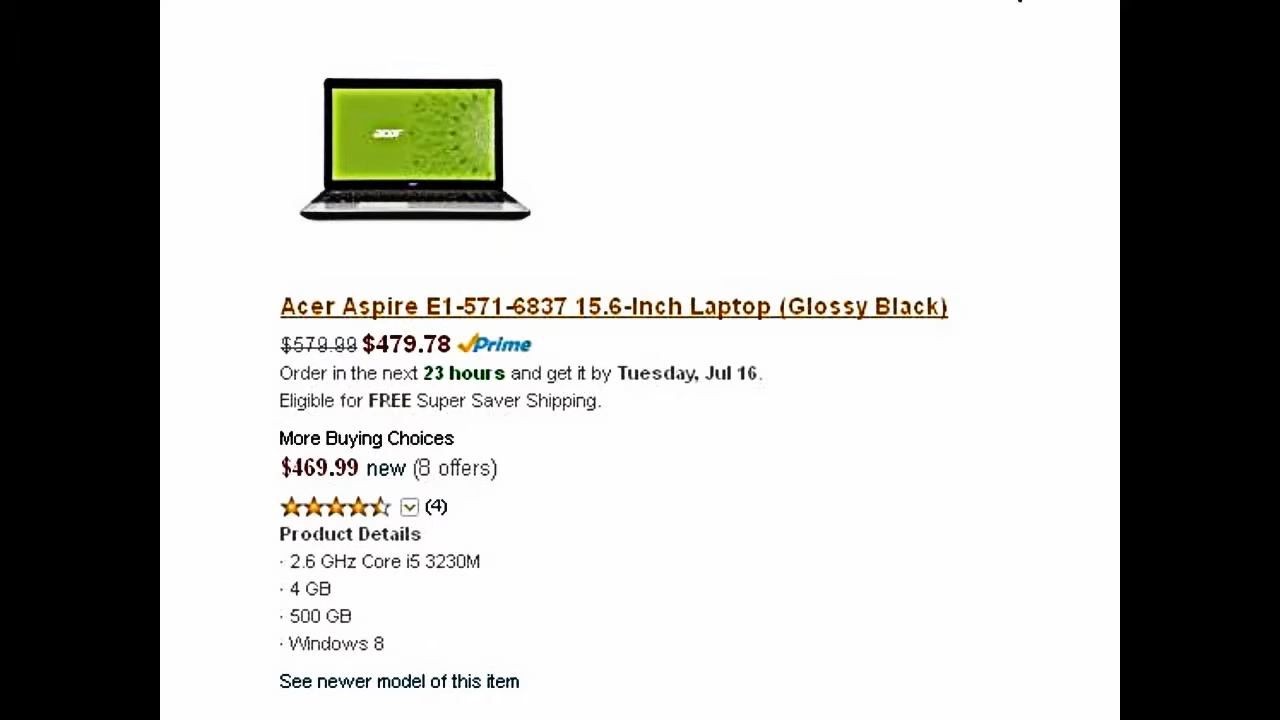 acer
Acer Aspire E1-571-6837 15.6-Inch Laptop (Glossy Black)
$579.99 $479.78 Prime
Order in the next 23 hours and get it by Tuesday, Jul 16.
Eligible for FREE Super Saver Shipping.
More Buying Choices
$469.99 new (8 offers)
(4)
Product Details
· 2.6 GHz Core i5 3230M
· 4 GB
· 500 GB
· Windows 8
See newer model of this item